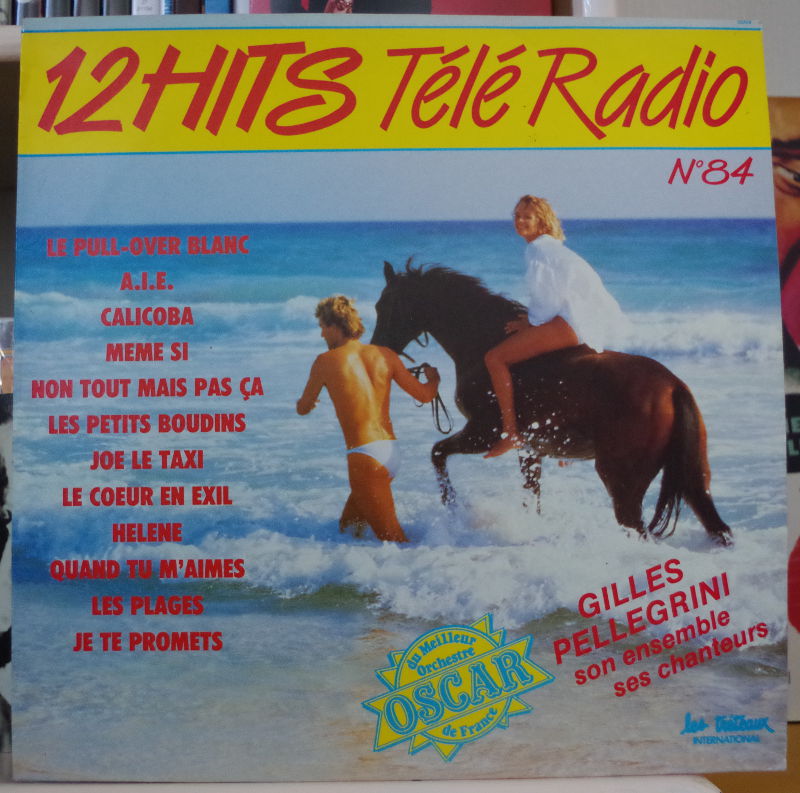 12 HITS Télé Radio
N°84
LE PULL-OVER BLANC
A.I.E.
CALICOBA
MEME SI
NON TOUT MAIS PAS ÇA
LES PETITS BOUDINS
JOE LE TAXI
LE COEUR EN EXIL
HELENE
QUAND TU M'AIMES
LES PLAGES
JE TE PROMETS
GILLES
PELLEGRINI
son ensemble
ses chanteurs
du Meilleur
Orchestre
OSCAR
de France
les tréteaux
INTERNATIONAL